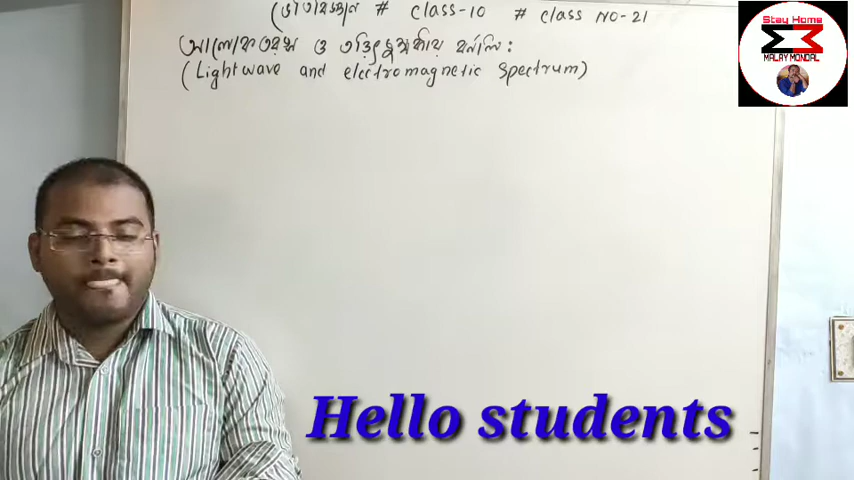 (ভৌতবিজ্ঞান # class-10 # class NO-21
আলোকতরঙ্গ ও তড়িৎচুম্বকীয় বর্নালি:
(Lightwave and electromagnetic spectrum)
Stay Home
MALAY MONDAL
Hello students